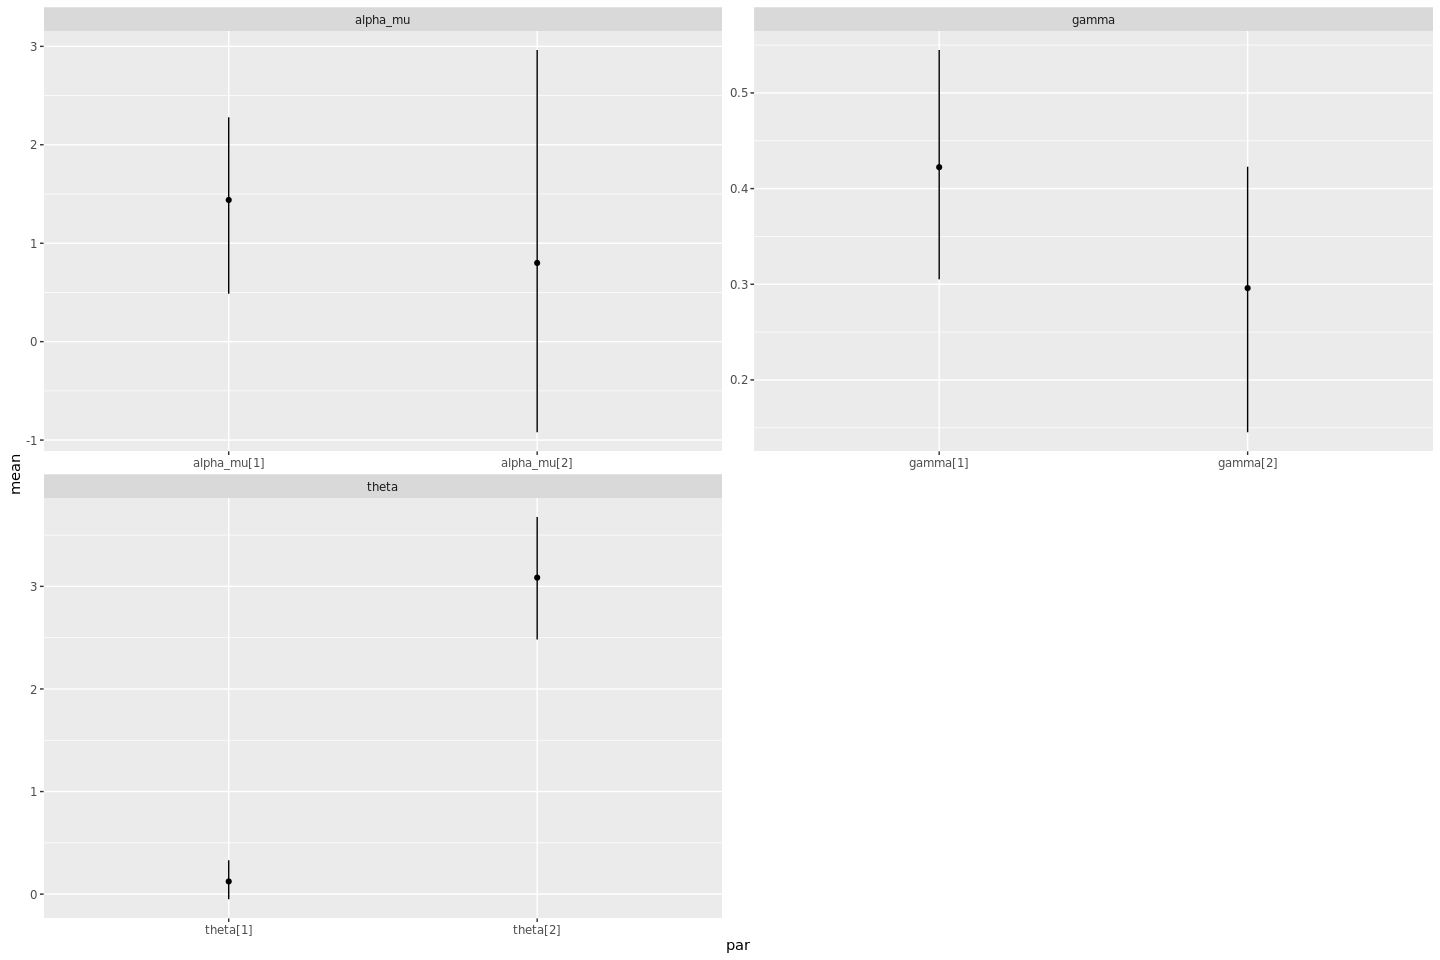 alpha_mu
gamma
3
2
1
0
-1
0.5
0.4
0.3
0.2
alpha_mu[1]
alpha_mu[2]
gamma[1]
gamma[2]
mean
theta
3
2
1
0
theta[1]
theta[2]
par